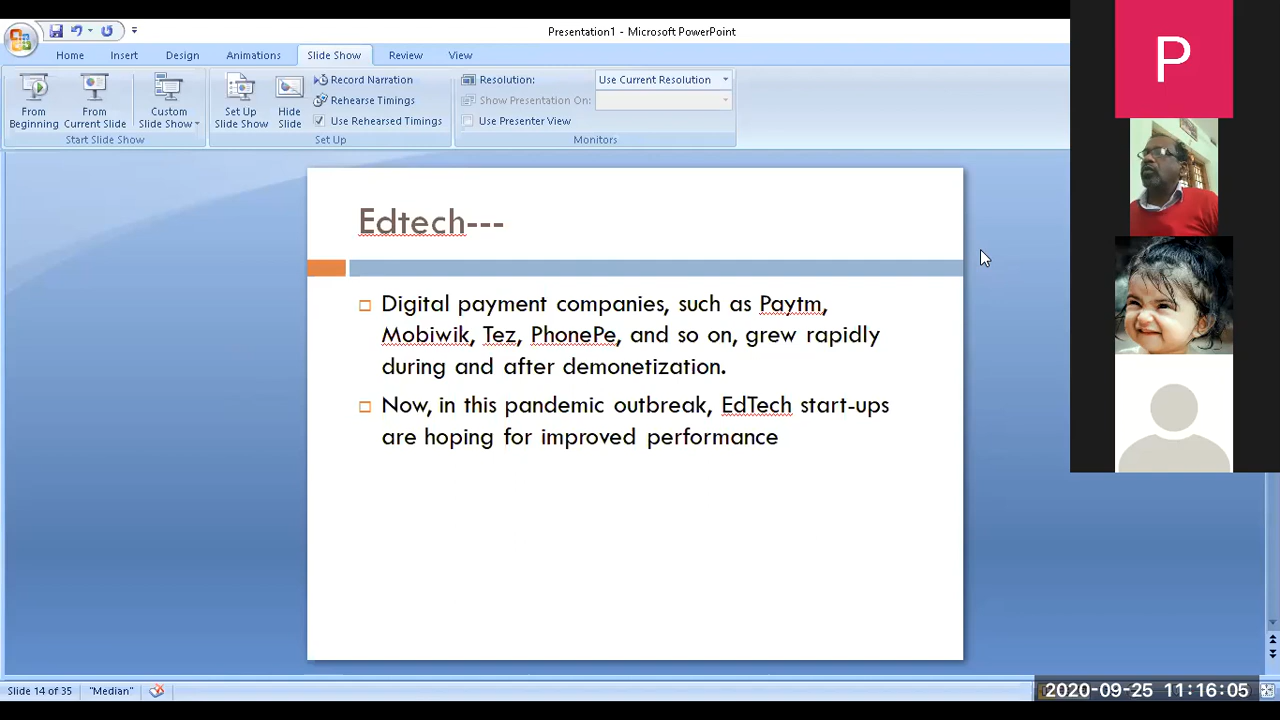 Presentation1 - Microsoft PowerPoint
P
Home Insert Design Animations Slide Show Review View
From Beginning
From Current Slide
Custom Slide Show
Start Slide Show
Set Up Slide Show
Hide Slide
Record Narration
Rehearse Timings
Use Rehearsed Timings
Set Up
Resolution: Use Current Resolution
Show Presentation On:
Use Presenter View
Monitors
Edtech---
Digital payment companies, such as Paytm,
Mobiwik, Tez, PhonePe, and so on, grew rapidly
during and after demonetization.
Now, in this pandemic outbreak, EdTech start-ups
are hoping for improved performance
Slide 14 of 35 "Median"
2020-09-25 11:16:05